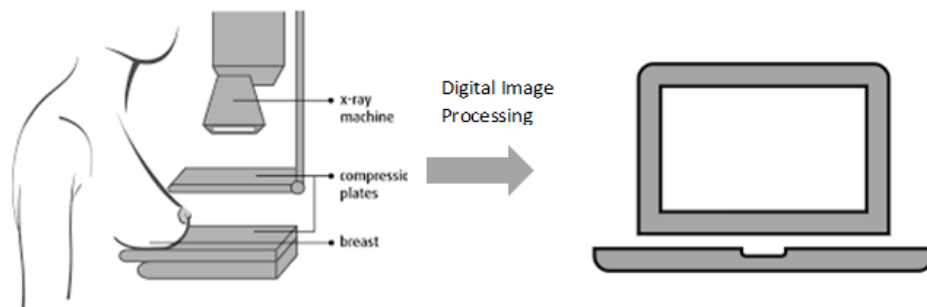 x-ray
machine
compressic
plates
breast
Digital Image
Processing